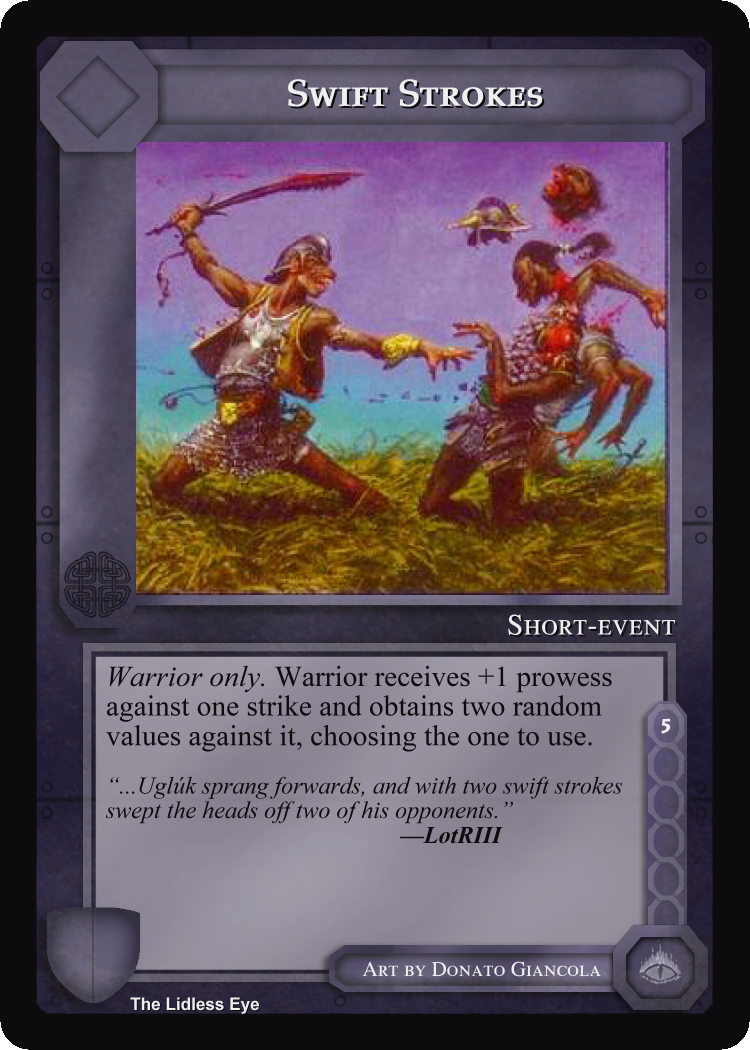 Swift Strokes
Short-event
Warrior only. Warrior receives +1 prowess
against one strike and obtains two random
values against it, choosing the one to use.
5
“...Uglúk sprang forwards, and with two swift strokes
swept the heads off two of his opponents.”
—LotRIII
Art by Donato Giancola
The Lidless Eye